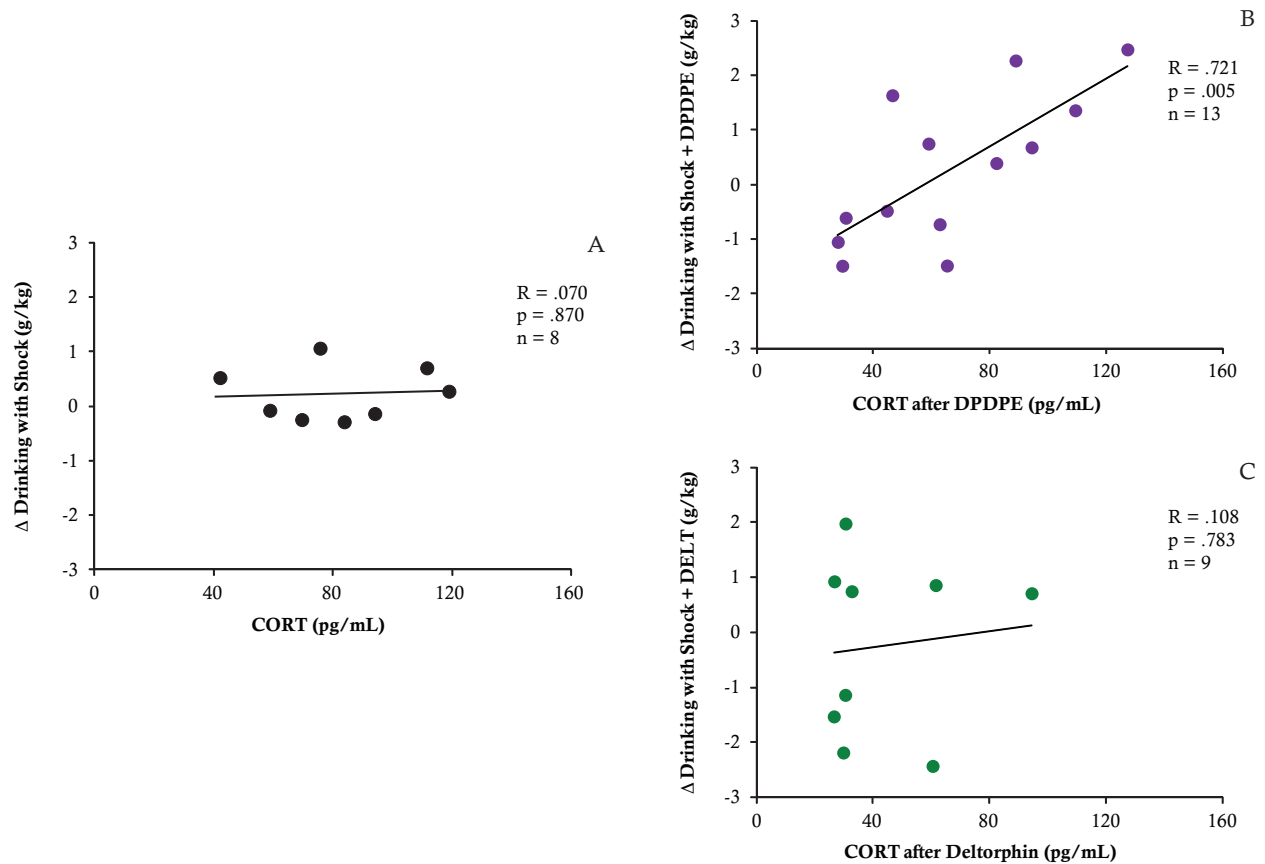 A
R = .070
p = .870
n = 8
3
2
1
0
-1
-2
-3
0
40
80
120
160
Δ Drinking with Shock (g/kg)
CORT (pg/mL)
B
R = .721
p = .005
n = 13
3
2
1
0
-1
-2
-3
0
40
80
120
160
Δ Drinking with Shock + DPDPE (g/kg)
CORT after DPDPE (pg/mL)
C
R = .108
p = .783
n = 9
3
2
1
0
-1
-2
-3
0
40
80
120
160
Δ Drinking with Shock + DELT (g/kg)
CORT after Deltorphin (pg/mL)